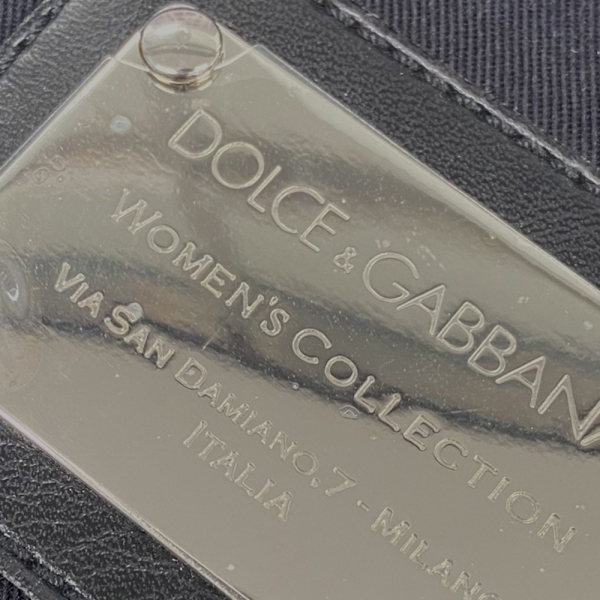 DOLCE & GABBANA
WOMEN'S COLLECTION
VIA SAN DAMIANO, 7 - MILANO
ITALIA